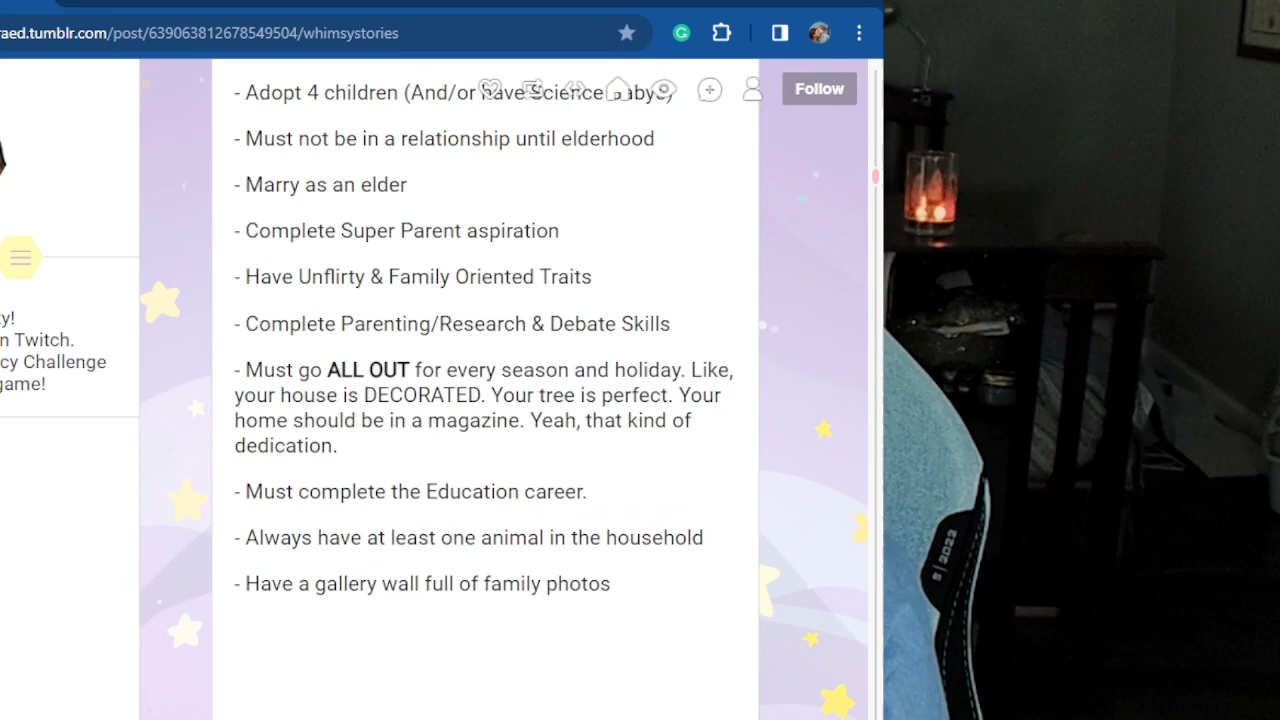 raed.tumblr.com/post/639063812678549504/whimsystories
- Adopt 4 children (And/or have Science babys)
Follow
- Must not be in a relationship until elderhood
- Marry as an elder
- Complete Super Parent aspiration
- Have Unflirty & Family Oriented Traits
y!
n Twitch.
cy Challenge
game!
- Complete Parenting/Research & Debate Skills
- Must go ALL OUT for every season and holiday. Like,
your house is DECORATED. Your tree is perfect. Your
home should be in a magazine. Yeah, that kind of
dedication.
- Must complete the Education career.
- Always have at least one animal in the household
- Have a gallery wall full of family photos